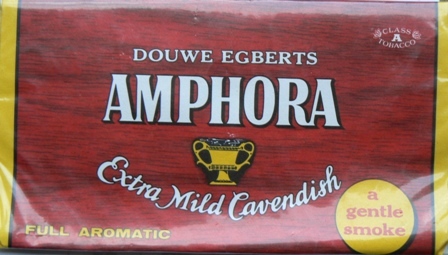 CLASS
A
TOBACCO
DOUWE EGBERTS
AMPHORA
Extra Mild Cavendish
FULL AROMATIC
a
gentle
smoke